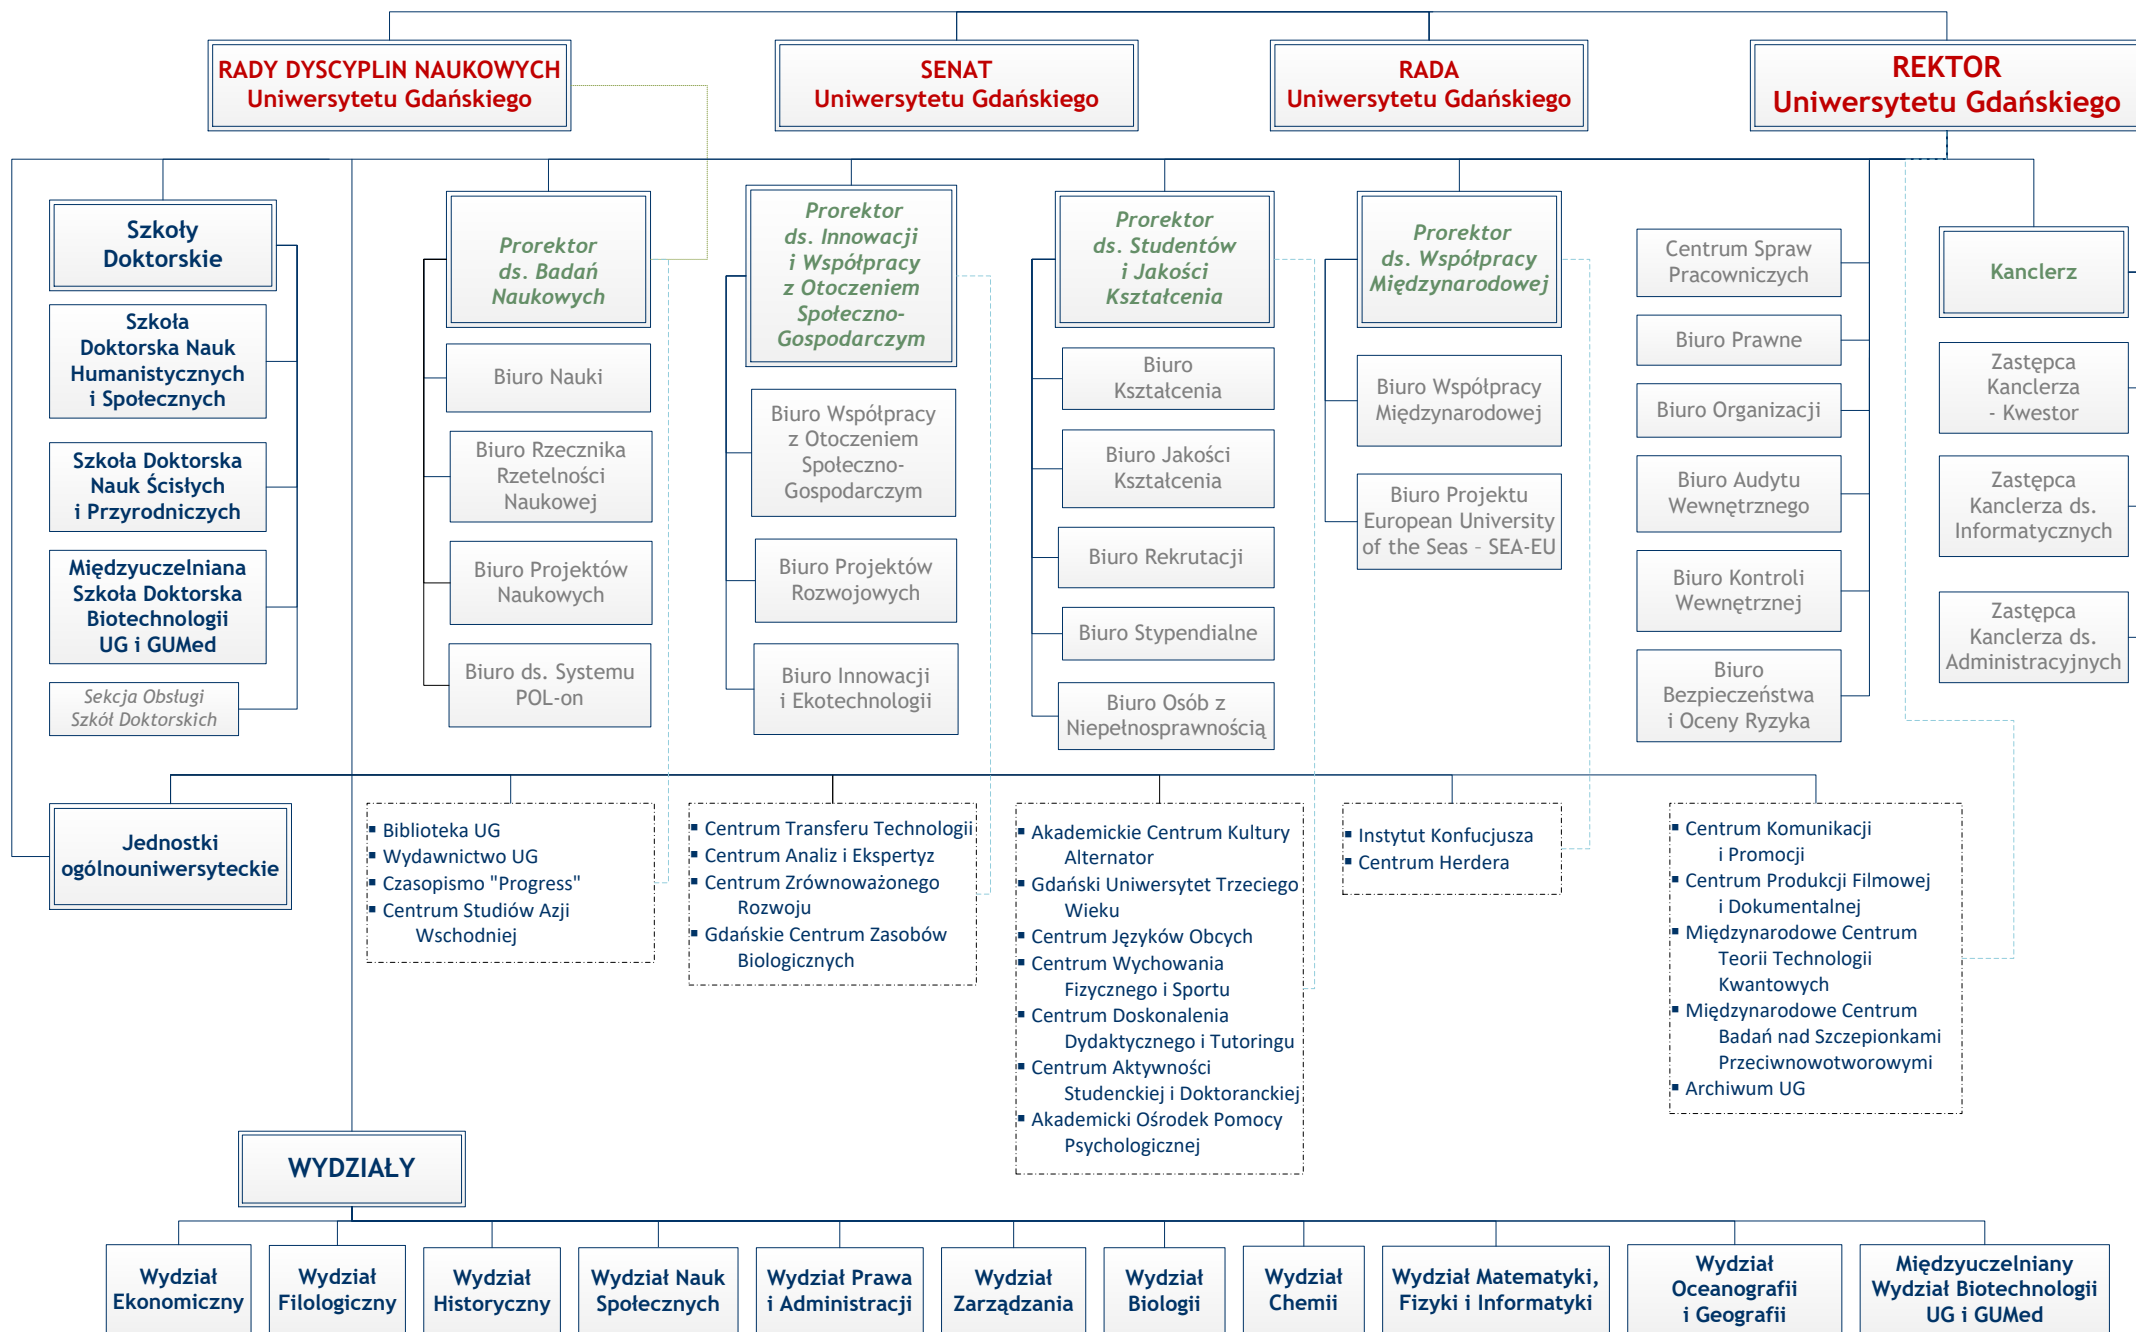 RADY DYSCYPLIN NAUKOWYCH
Uniwersytetu Gdańskiego
SENAT
Uniwersytetu Gdańskiego
RADA
Uniwersytetu Gdańskiego
REKTOR
Uniwersytetu Gdańskiego
Szkoły
Doktorskie
Szkoła
Doktorska Nauk
Humanistycznych
i Społecznych
Szkoła Doktorska
Nauk Ścisłych
i Przyrodniczych
Międzyuczelniana
Szkoła Doktorska
Biotechnologii
UG i GUMed
Sekcja Obsługi
Szkół Doktorskich
Prorektor
ds. Badań
Naukowych
Biuro Nauki
Biuro Rzecznika
Rzetelności
Naukowej
Biuro Projektów
Naukowych
Biuro ds. Systemu
POL-on
Prorektor
ds. Innowacji
i Współpracy
z Otoczeniem
Społeczno-
Gospodarczym
Biuro Współpracy
z Otoczeniem
Społeczno-
Gospodarczym
Biuro Projektów
Rozwojowych
Biuro Innowacji
i Ekotechnologii
Prorektor
ds. Studentów
i Jakości
Kształcenia
Biuro
Kształcenia
Biuro Jakości
Kształcenia
Biuro Rekrutacji
Biuro Stypendialne
Biuro Osób z
Niepełnosprawnością
Prorektor
ds. Współpracy
Międzynarodowej
Biuro Współpracy
Międzynarodowej
Biuro Projektu
European University
of the Seas – SEA-EU
Centrum Spraw
Pracowniczych
Biuro Prawne
Biuro Organizacji
Biuro Audytu
Wewnętrznego
Biuro Kontroli
Wewnętrznej
Biuro
Bezpieczeństwa
i Oceny Ryzyka
Kanclerz
Zastępca
Kanclerza
- Kwestor
Zastępca
Kanclerza ds.
Informatycznych
Zastępca
Kanclerza ds.
Administracyjnych
Jednostki
ogólnouniwersyteckie
▪ Biblioteka UG
▪ Wydawnictwo UG
▪ Czasopismo "Progress"
▪ Centrum Studiów Azji
Wschodniej
▪ Centrum Transferu Technologii
▪ Centrum Analiz i Ekspertyz
▪ Centrum Zrównoważonego
Rozwoju
▪ Gdańskie Centrum Zasobów
Biologicznych
▪ Akademickie Centrum Kultury
Alternator
▪ Gdański Uniwersytet Trzeciego
Wieku
▪ Centrum Języków Obcych
▪ Centrum Wychowania
Fizycznego i Sportu
▪ Centrum Doskonalenia
Dydaktycznego i Tutoringu
▪ Centrum Aktywności
Studenckiej i Doktoranckiej
▪ Akademicki Ośrodek Pomocy
Psychologicznej
▪ Instytut Konfucjusza
▪ Centrum Herdera
▪ Centrum Komunikacji
i Promocji
▪ Centrum Produkcji Filmowej
i Dokumentalnej
▪ Międzynarodowe Centrum
Teorii Technologii
Kwantowych
▪ Międzynarodowe Centrum
Badań nad Szczepionkami
Przeciwnowotworowymi
▪ Archiwum UG
WYDZIAŁY
Wydział
Ekonomiczny
Wydział
Filologiczny
Wydział
Historyczny
Wydział Nauk
Społecznych
Wydział Prawa
i Administracji
Wydział
Zarządzania
Wydział
Biologii
Wydział
Chemii
Wydział Matematyki,
Fizyki i Informatyki
Wydział
Oceanografii
i Geografii
Międzyuczelniany
Wydział Biotechnologii
UG i GUMed